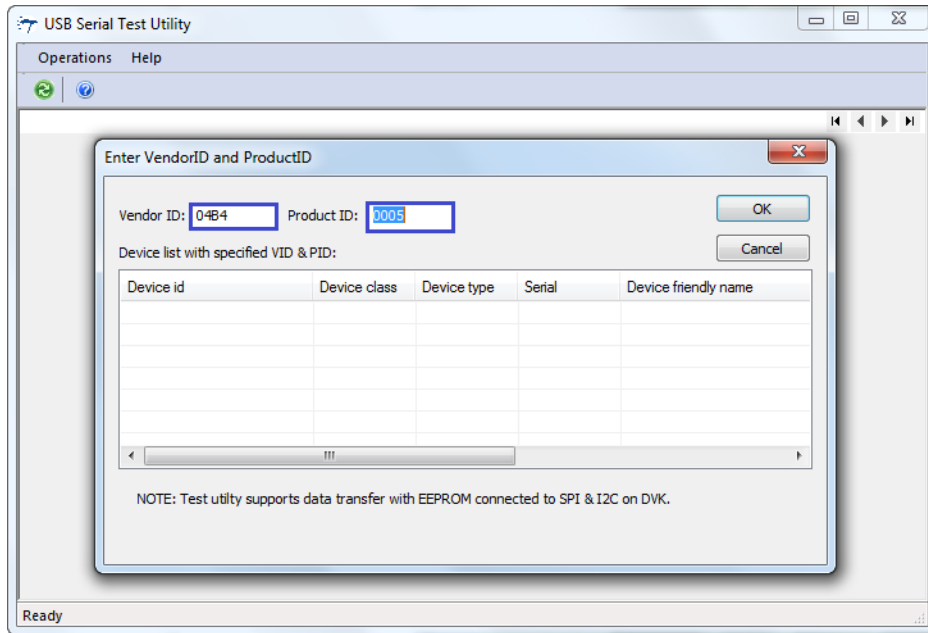 USB Serial Test Utility
Operations Help
Enter VendorID and ProductID
Vendor ID: 04B4 Product ID: 0005 OK
Device list with specified VID & PID: Cancel
Device id Device class Device type Serial Device friendly name
NOTE: Test utilty supports data transfer with EEPROM connected to SPI & I2C on DVK.
Ready